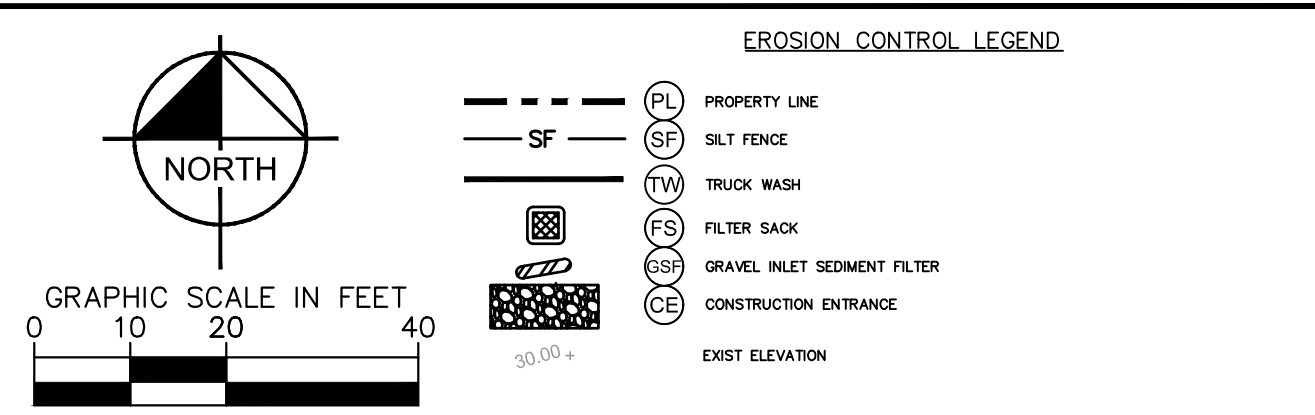 EROSION CONTROL LEGEND
NORTH
GRAPHIC SCALE IN FEET
0 10 20 40
PL PROPERTY LINE
SF SF SILT FENCE
TW TRUCK WASH
FS FILTER SACK
GSF GRAVEL INLET SEDIMENT FILTER
CE CONSTRUCTION ENTRANCE
30.00 + EXIST ELEVATION